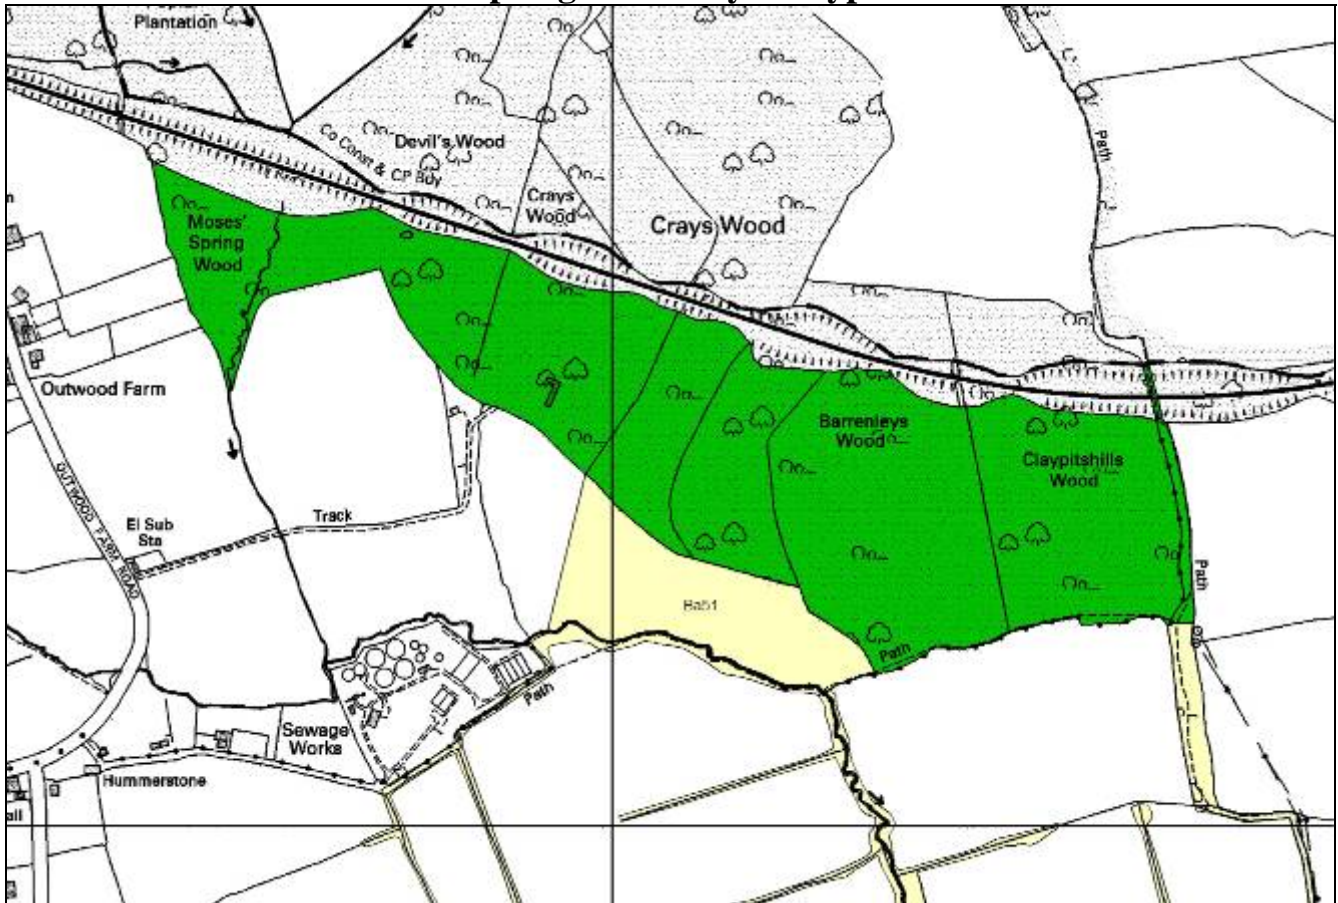 Plantation
Co Const & CP Bdy
Devil's Wood
Crays
Wood
Crays Wood
Path
Moses'
Spring
Wood
Outwood Farm
Barrenleys
Wood
Claypitshills
Wood
OUTWOOD FARM ROAD
El Sub
Sta
Track
Path
Ba51
Path
Path
Sewage
Works
Hummerstone